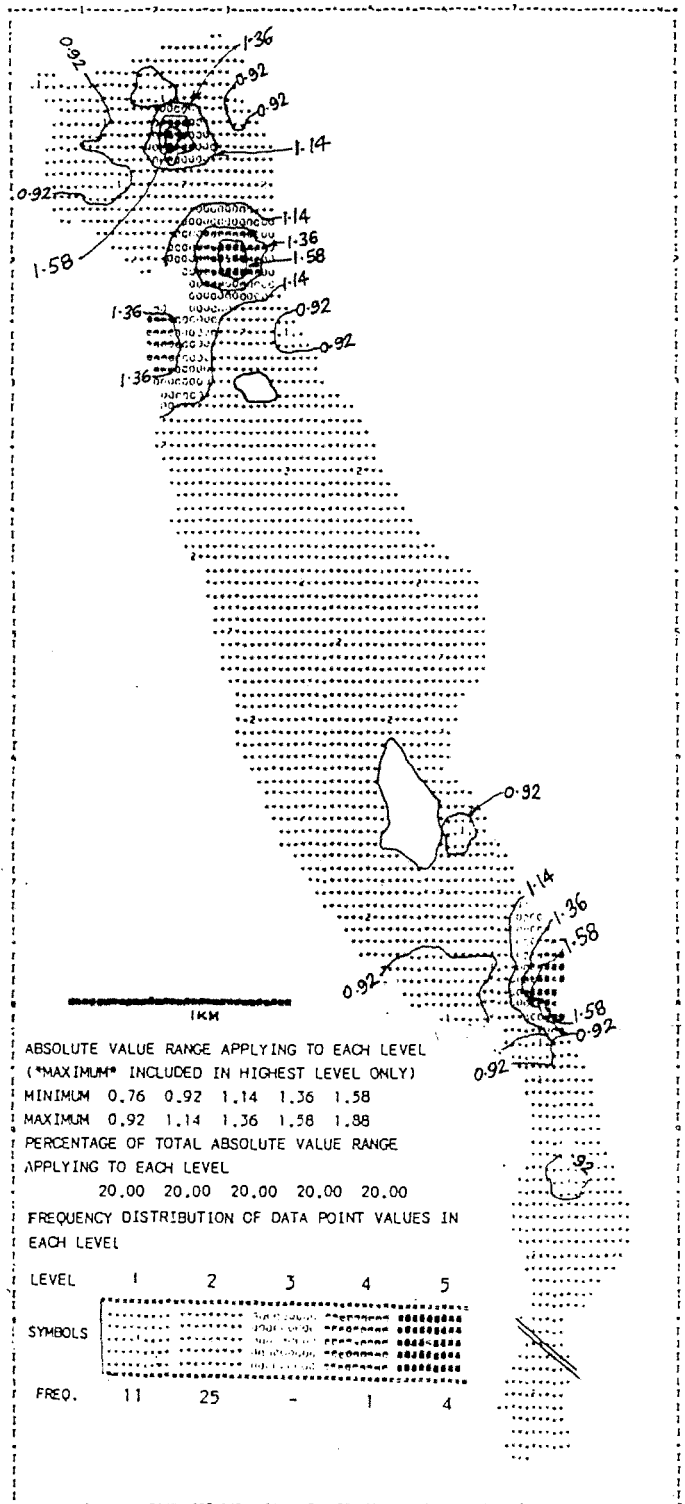 0.92
1.36
0.92
0.92
1.14
0.92
1.58
1.14
1.36
1.58
1.14
1.36
0.92
0.92
1.36
0.92
1.14
1.36
1.58
0.92
1.58
0.92
0.92
.92
1KM
ABSOLUTE VALUE RANGE APPLYING TO EACH LEVEL
("MAXIMUM" INCLUDED IN HIGHEST LEVEL ONLY)
MINIMUM 0.76 0.92 1.14 1.36 1.58
MAXIMUM 0.92 1.14 1.36 1.58 1.88
PERCENTAGE OF TOTAL ABSOLUTE VALUE RANGE
APPLYING TO EACH LEVEL
20.00 20.00 20.00 20.00 20.00
FREQUENCY DISTRIBUTION OF DATA POINT VALUES IN
EACH LEVEL
LEVEL 1 2 3 4 5
SYMBOLS
FREQ. 11 25 - 1 4